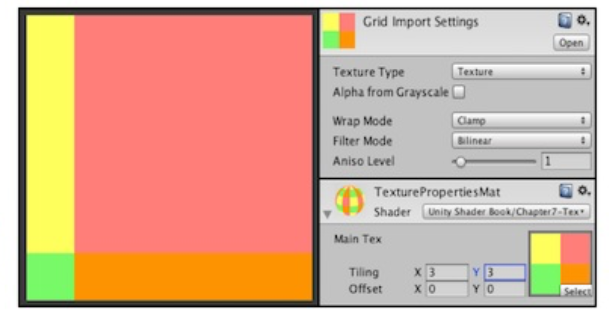 Grid Import Settings
Open
Texture Type Texture
Alpha from Grayscale
Wrap Mode Clamp
Filter Mode Bilinear
Aniso Level 1
TexturePropertiesMat
Shader Unity Shader Book/Chapter7-Tex
Main Tex
Tiling X 3 Y 3
Offset X 0 Y 0
Select